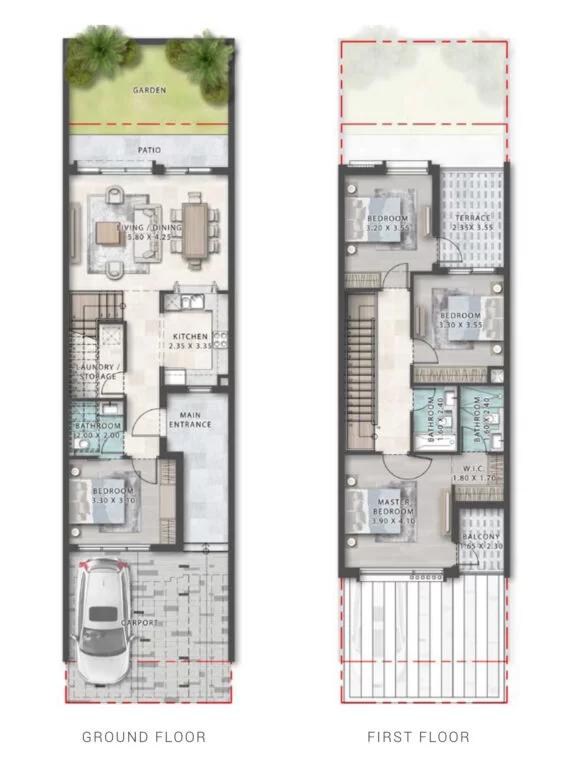 GARDEN
PATIO
LIVING / DINING
5.80 X 4.25
KITCHEN
2.35 X 3.35
LAUNDRY /
STORAGE
BATHROOM
2.00 X 2.00
MAIN
ENTRANCE
BEDROOM
3.30 X 3.10
CARPORT
GROUND FLOOR
BEDROOM
3.20 X 3.55
TERRACE
2.35X 3.55
BEDROOM
3.30 X 3.55
BATHROOM
1.60 X 2.40
BATHROOM
1.60 X 2.40
W.I.C.
1.80 X 1.70
MASTER
BEDROOM
3.90 X 4.10
BALCONY
1.65 X 2.30
FIRST FLOOR